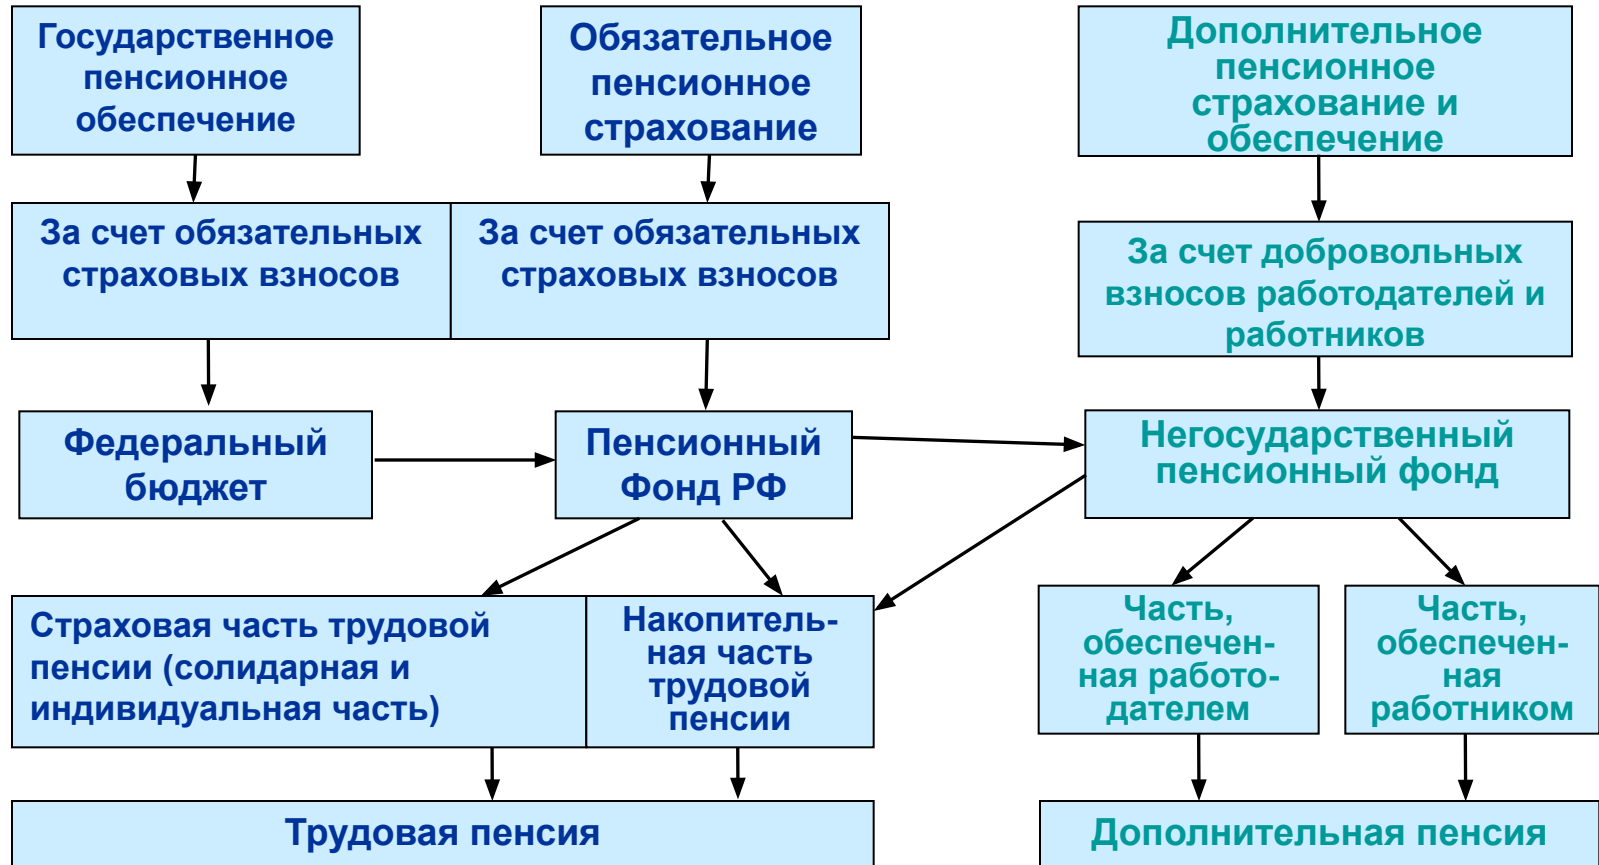 Государственное
пенсионное
обеспечение
Обязательное
пенсионное
страхование
Дополнительное
пенсионное
страхование и
обеспечение
За счет обязательных
страховых взносов
За счет обязательных
страховых взносов
За счет добровольных
взносов работодателей и
работников
Федеральный
бюджет
Пенсионный
Фонд РФ
Негосударственный
пенсионный фонд
Страховая часть трудовой
пенсии (солидарная и
индивидуальная часть)
Накопитель-
ная часть
трудовой
пенсии
Часть,
обеспечен-
ная работо-
дателем
Часть,
обеспечен-
ная
работником
Трудовая пенсия
Дополнительная пенсия